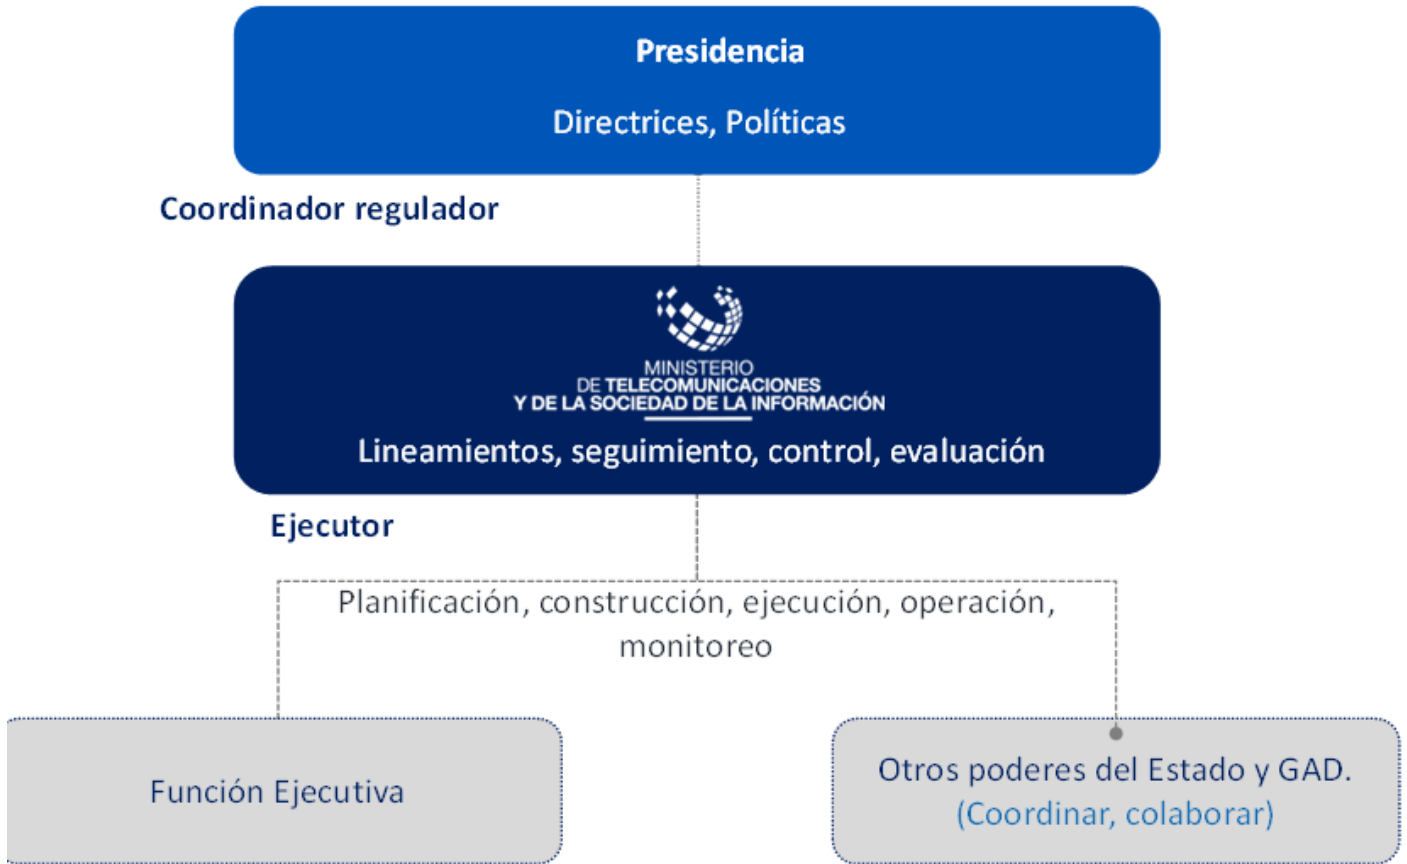 Presidencia
Directrices, Políticas
Coordinador regulador
MINISTERIO
DE TELECOMUNICACIONES
Y DE LA SOCIEDAD DE LA INFORMACIÓN
Lineamientos, seguimiento, control, evaluación
Ejecutor
Planificación, construcción, ejecución, operación,
monitoreo
Función Ejecutiva
Otros poderes del Estado y GAD.
(Coordinar, colaborar)